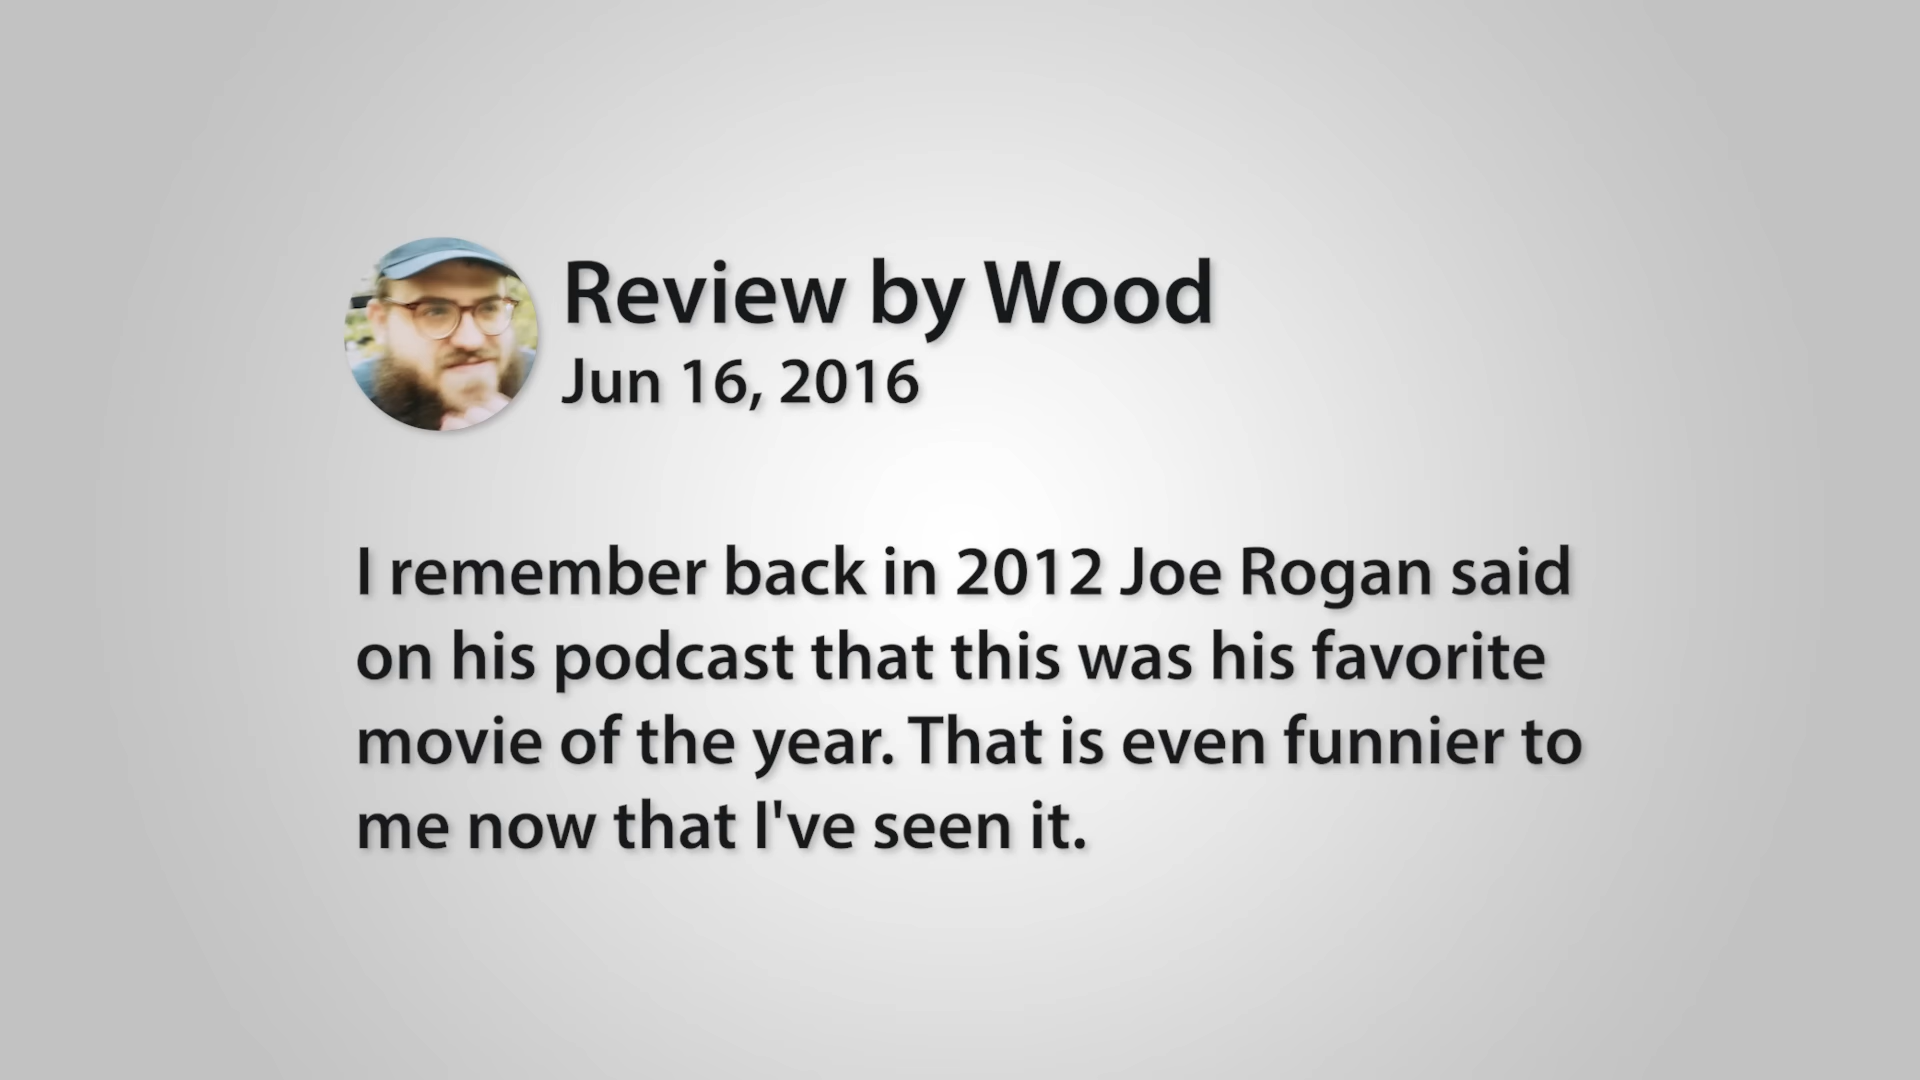 Review by Wood
Jun 16, 2016
I remember back in 2012 Joe Rogan said
on his podcast that this was his favorite
movie of the year. That is even funnier to
me now that I've seen it.